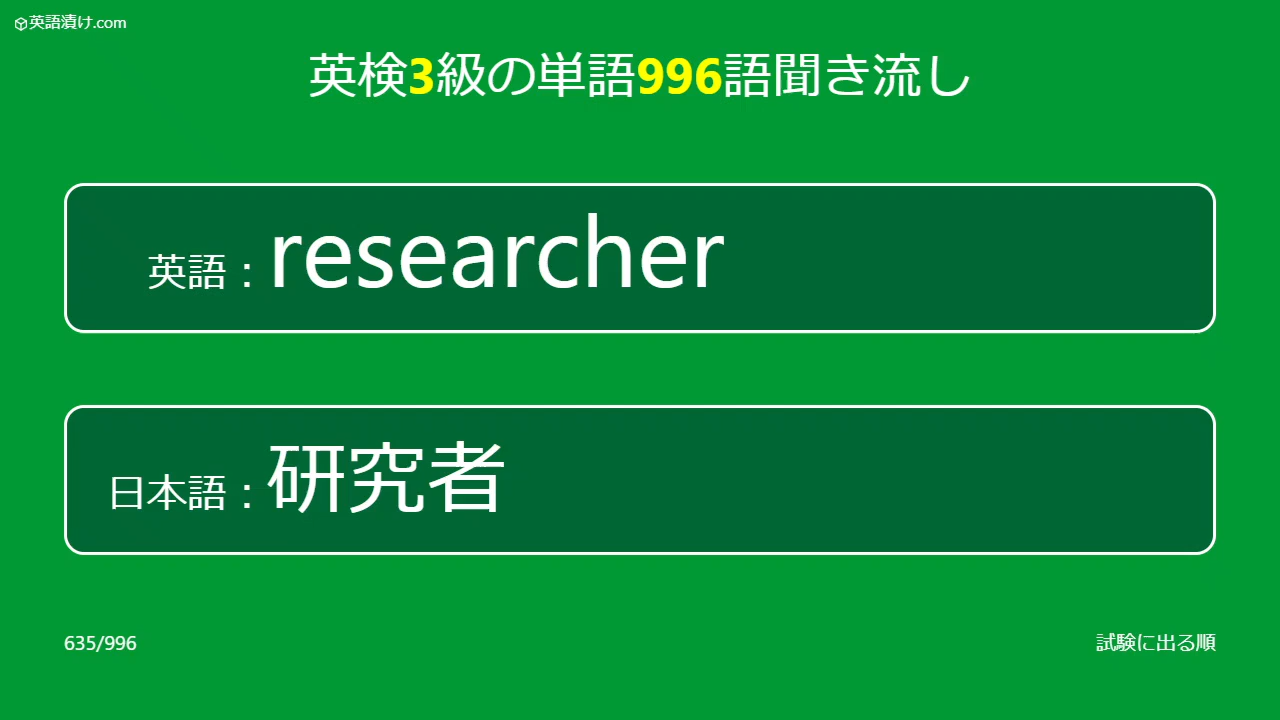 英語漬け.com
英検3級の単語996語聞き流し
英語：researcher
日本語：研究者
635/996
試験に出る順